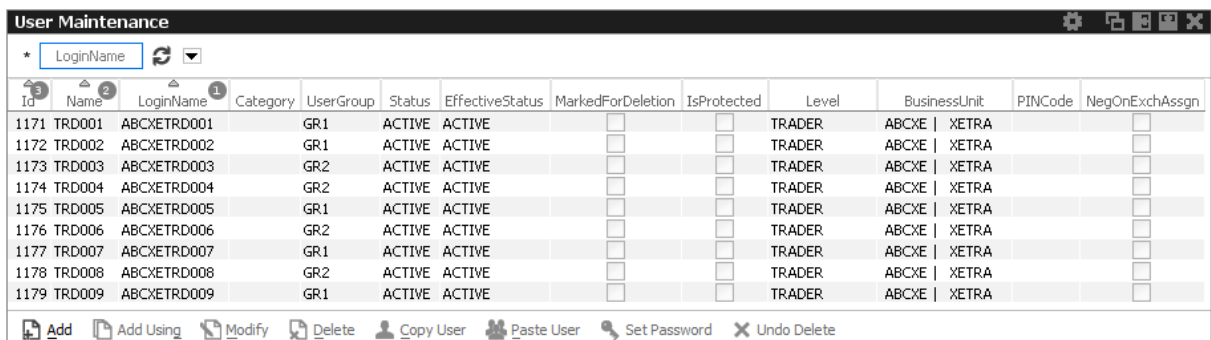 User Maintenance
* LoginName
Id 3 Name 2 LoginName 1 Category UserGroup Status EffectiveStatus MarkedForDeletion IsProtected Level BusinessUnit PINCode NegOnExchAssgn
1171 TRD001 ABCXETRD001 GR1 ACTIVE ACTIVE TRADER ABCXE | XETRA
1172 TRD002 ABCXETRD002 GR1 ACTIVE ACTIVE TRADER ABCXE | XETRA
1173 TRD003 ABCXETRD003 GR2 ACTIVE ACTIVE TRADER ABCXE | XETRA
1174 TRD004 ABCXETRD004 GR2 ACTIVE ACTIVE TRADER ABCXE | XETRA
1175 TRD005 ABCXETRD005 GR1 ACTIVE ACTIVE TRADER ABCXE | XETRA
1176 TRD006 ABCXETRD006 GR2 ACTIVE ACTIVE TRADER ABCXE | XETRA
1177 TRD007 ABCXETRD007 GR1 ACTIVE ACTIVE TRADER ABCXE | XETRA
1178 TRD008 ABCXETRD008 GR2 ACTIVE ACTIVE TRADER ABCXE | XETRA
1179 TRD009 ABCXETRD009 GR1 ACTIVE ACTIVE TRADER ABCXE | XETRA
Add Add Using Modify Delete Copy User Paste User Set Password Undo Delete